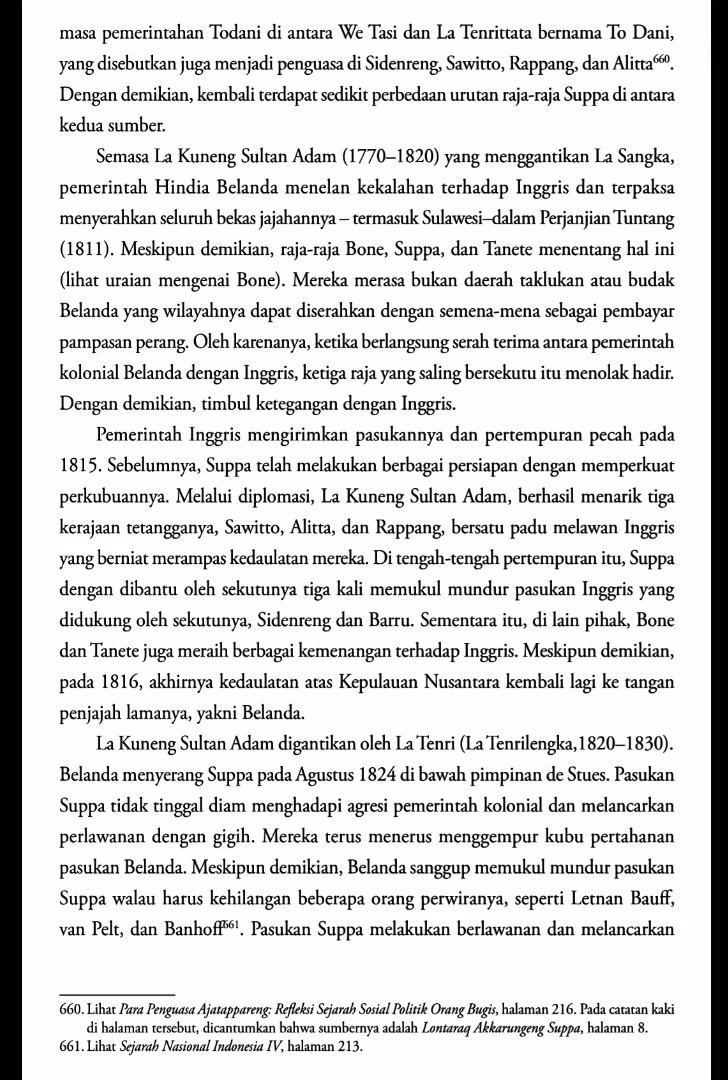 masa pemerintahan Todani di antara We Tasi dan La Tenrittata bernama To Dani,
yang disebutkan juga menjadi penguasa di Sidenreng, Sawitto, Rappang, dan Alitta⁶⁶⁰.
Dengan demikian, kembali terdapat sedikit perbedaan urutan raja-raja Suppa di antara
kedua sumber.
Semasa La Kuneng Sultan Adam (1770–1820) yang menggantikan La Sangka,
pemerintah Hindia Belanda menelan kekalahan terhadap Inggris dan terpaksa
menyerahkan seluruh bekas jajahannya – termasuk Sulawesi–dalam Perjanjian Tuntang
(1811). Meskipun demikian, raja-raja Bone, Suppa, dan Tanete menentang hal ini
(lihat uraian mengenai Bone). Mereka merasa bukan daerah taklukan atau budak
Belanda yang wilayahnya dapat diserahkan dengan semena-mena sebagai pembayar
pampasan perang. Oleh karenanya, ketika berlangsung serah terima antara pemerintah
kolonial Belanda dengan Inggris, ketiga raja yang saling bersekutu itu menolak hadir.
Dengan demikian, timbul ketegangan dengan Inggris.
Pemerintah Inggris mengirimkan pasukannya dan pertempuran pecah pada
1815. Sebelumnya, Suppa telah melakukan berbagai persiapan dengan memperkuat
perkubuannya. Melalui diplomasi, La Kuneng Sultan Adam, berhasil menarik tiga
kerajaan tetangganya, Sawitto, Alitta, dan Rappang, bersatu padu melawan Inggris
yang berniat merampas kedaulatan mereka. Di tengah-tengah pertempuran itu, Suppa
dengan dibantu oleh sekutunya tiga kali memukul mundur pasukan Inggris yang
didukung oleh sekutunya, Sidenreng dan Barru. Sementara itu, di lain pihak, Bone
dan Tanete juga meraih berbagai kemenangan terhadap Inggris. Meskipun demikian,
pada 1816, akhirnya kedaulatan atas Kepulauan Nusantara kembali lagi ke tangan
penjajah lamanya, yakni Belanda.
La Kuneng Sultan Adam digantikan oleh La Tenri (La Tenrilengka,1820–1830).
Belanda menyerang Suppa pada Agustus 1824 di bawah pimpinan de Stues. Pasukan
Suppa tidak tinggal diam menghadapi agresi pemerintah kolonial dan melancarkan
perlawanan dengan gigih. Mereka terus menerus menggempur kubu pertahanan
pasukan Belanda. Meskipun demikian, Belanda sanggup memukul mundur pasukan
Suppa walau harus kehilangan beberapa orang perwiranya, seperti Letnan Bauff,
van Pelt, dan Banhoff⁶⁶¹. Pasukan Suppa melakukan berlawanan dan melancarkan
660. Lihat Para Penguasa Ajatappareng: Refleksi Sejarah Sosial Politik Orang Bugis, halaman 216. Pada catatan kaki
di halaman tersebut, dicantumkan bahwa sumbernya adalah Lontaraq Akkarungeng Suppa, halaman 8.
661. Lihat Sejarah Nasional Indonesia IV, halaman 213.